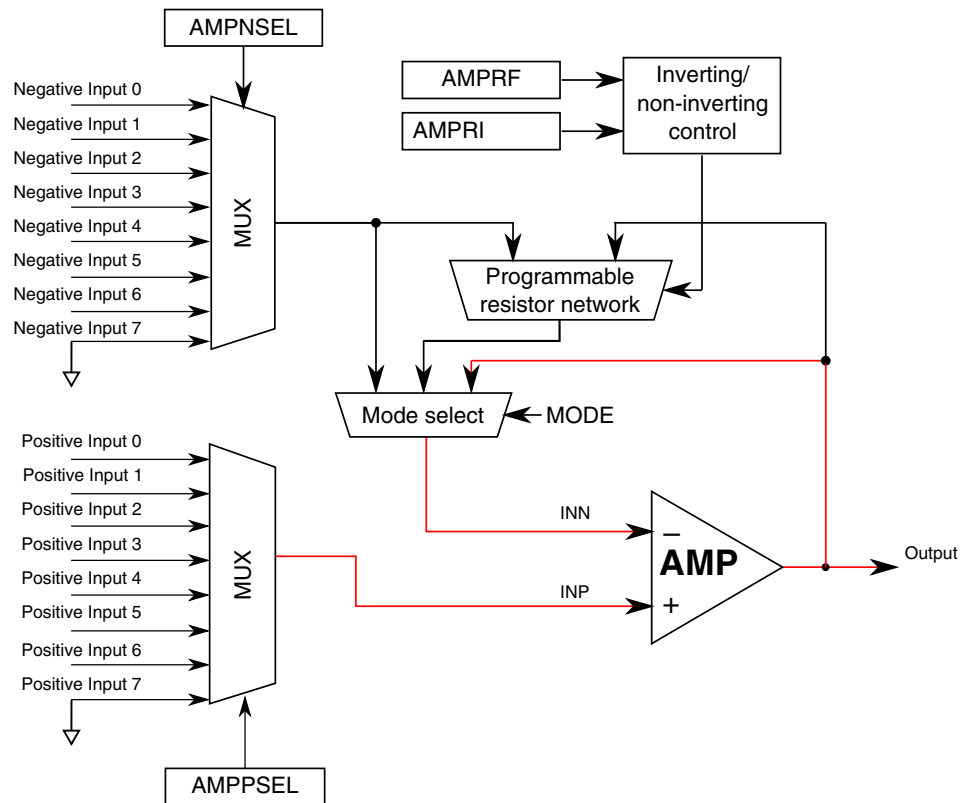 AMPNSEL
Negative Input 0
Negative Input 1
Negative Input 2
Negative Input 3
Negative Input 4
Negative Input 5
Negative Input 6
Negative Input 7
MUX
AMPRF
AMPRI
Inverting/
non-inverting
control
Programmable
resistor network
Mode select
MODE
Positive Input 0
Positive Input 1
Positive Input 2
Positive Input 3
Positive Input 4
Positive Input 5
Positive Input 6
Positive Input 7
MUX
INN
INP
−
AMP
+
Output
AMPPSEL